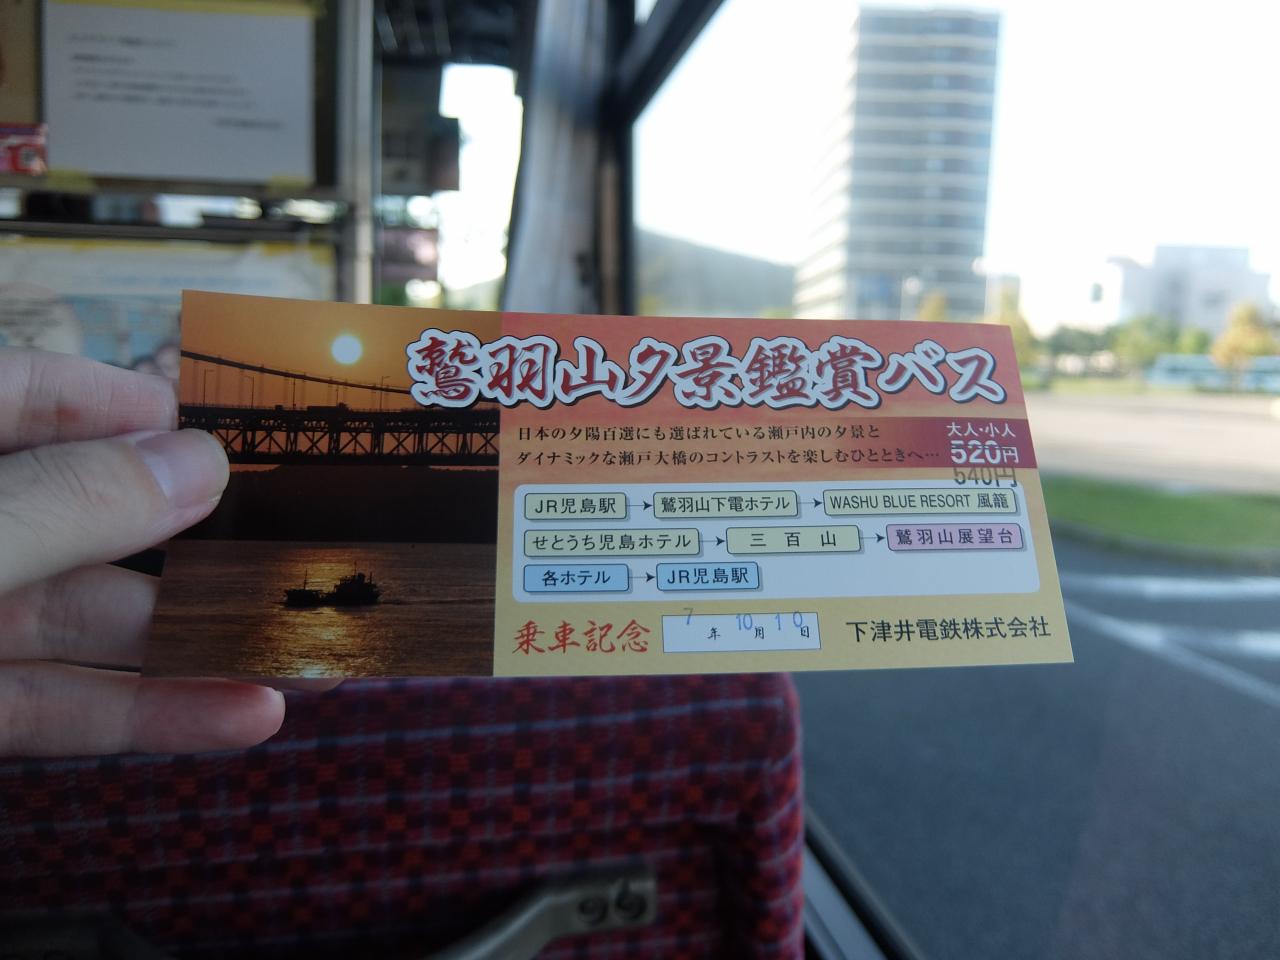 鷲羽山夕景鑑賞バス
日本の夕陽百選にも選ばれている瀬戸内の夕景と
ダイナミックな瀬戸大橋のコントラストを楽しむひとときへ…
大人・小人
520円
540円
JR児島駅→鷲羽山下電ホテル→WASHU BLUE RESORT 風籠
せとうち児島ホテル→三百山→鷲羽山展望台
各ホテル→JR児島駅
乗車記念 7年10月10日 下津井電鉄株式会社